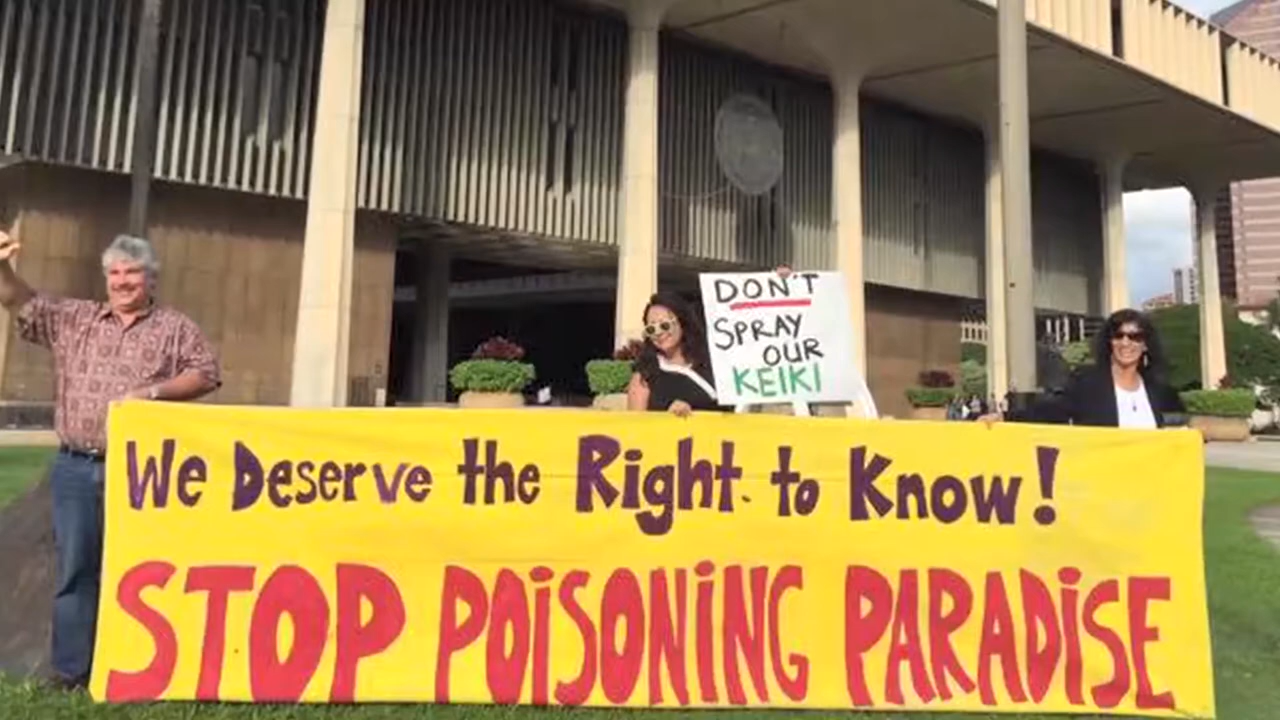 DON'T
SPRAY
OUR
KEIKI
We Deserve the Right to Know!
STOP POiSONiNG PARADiSE